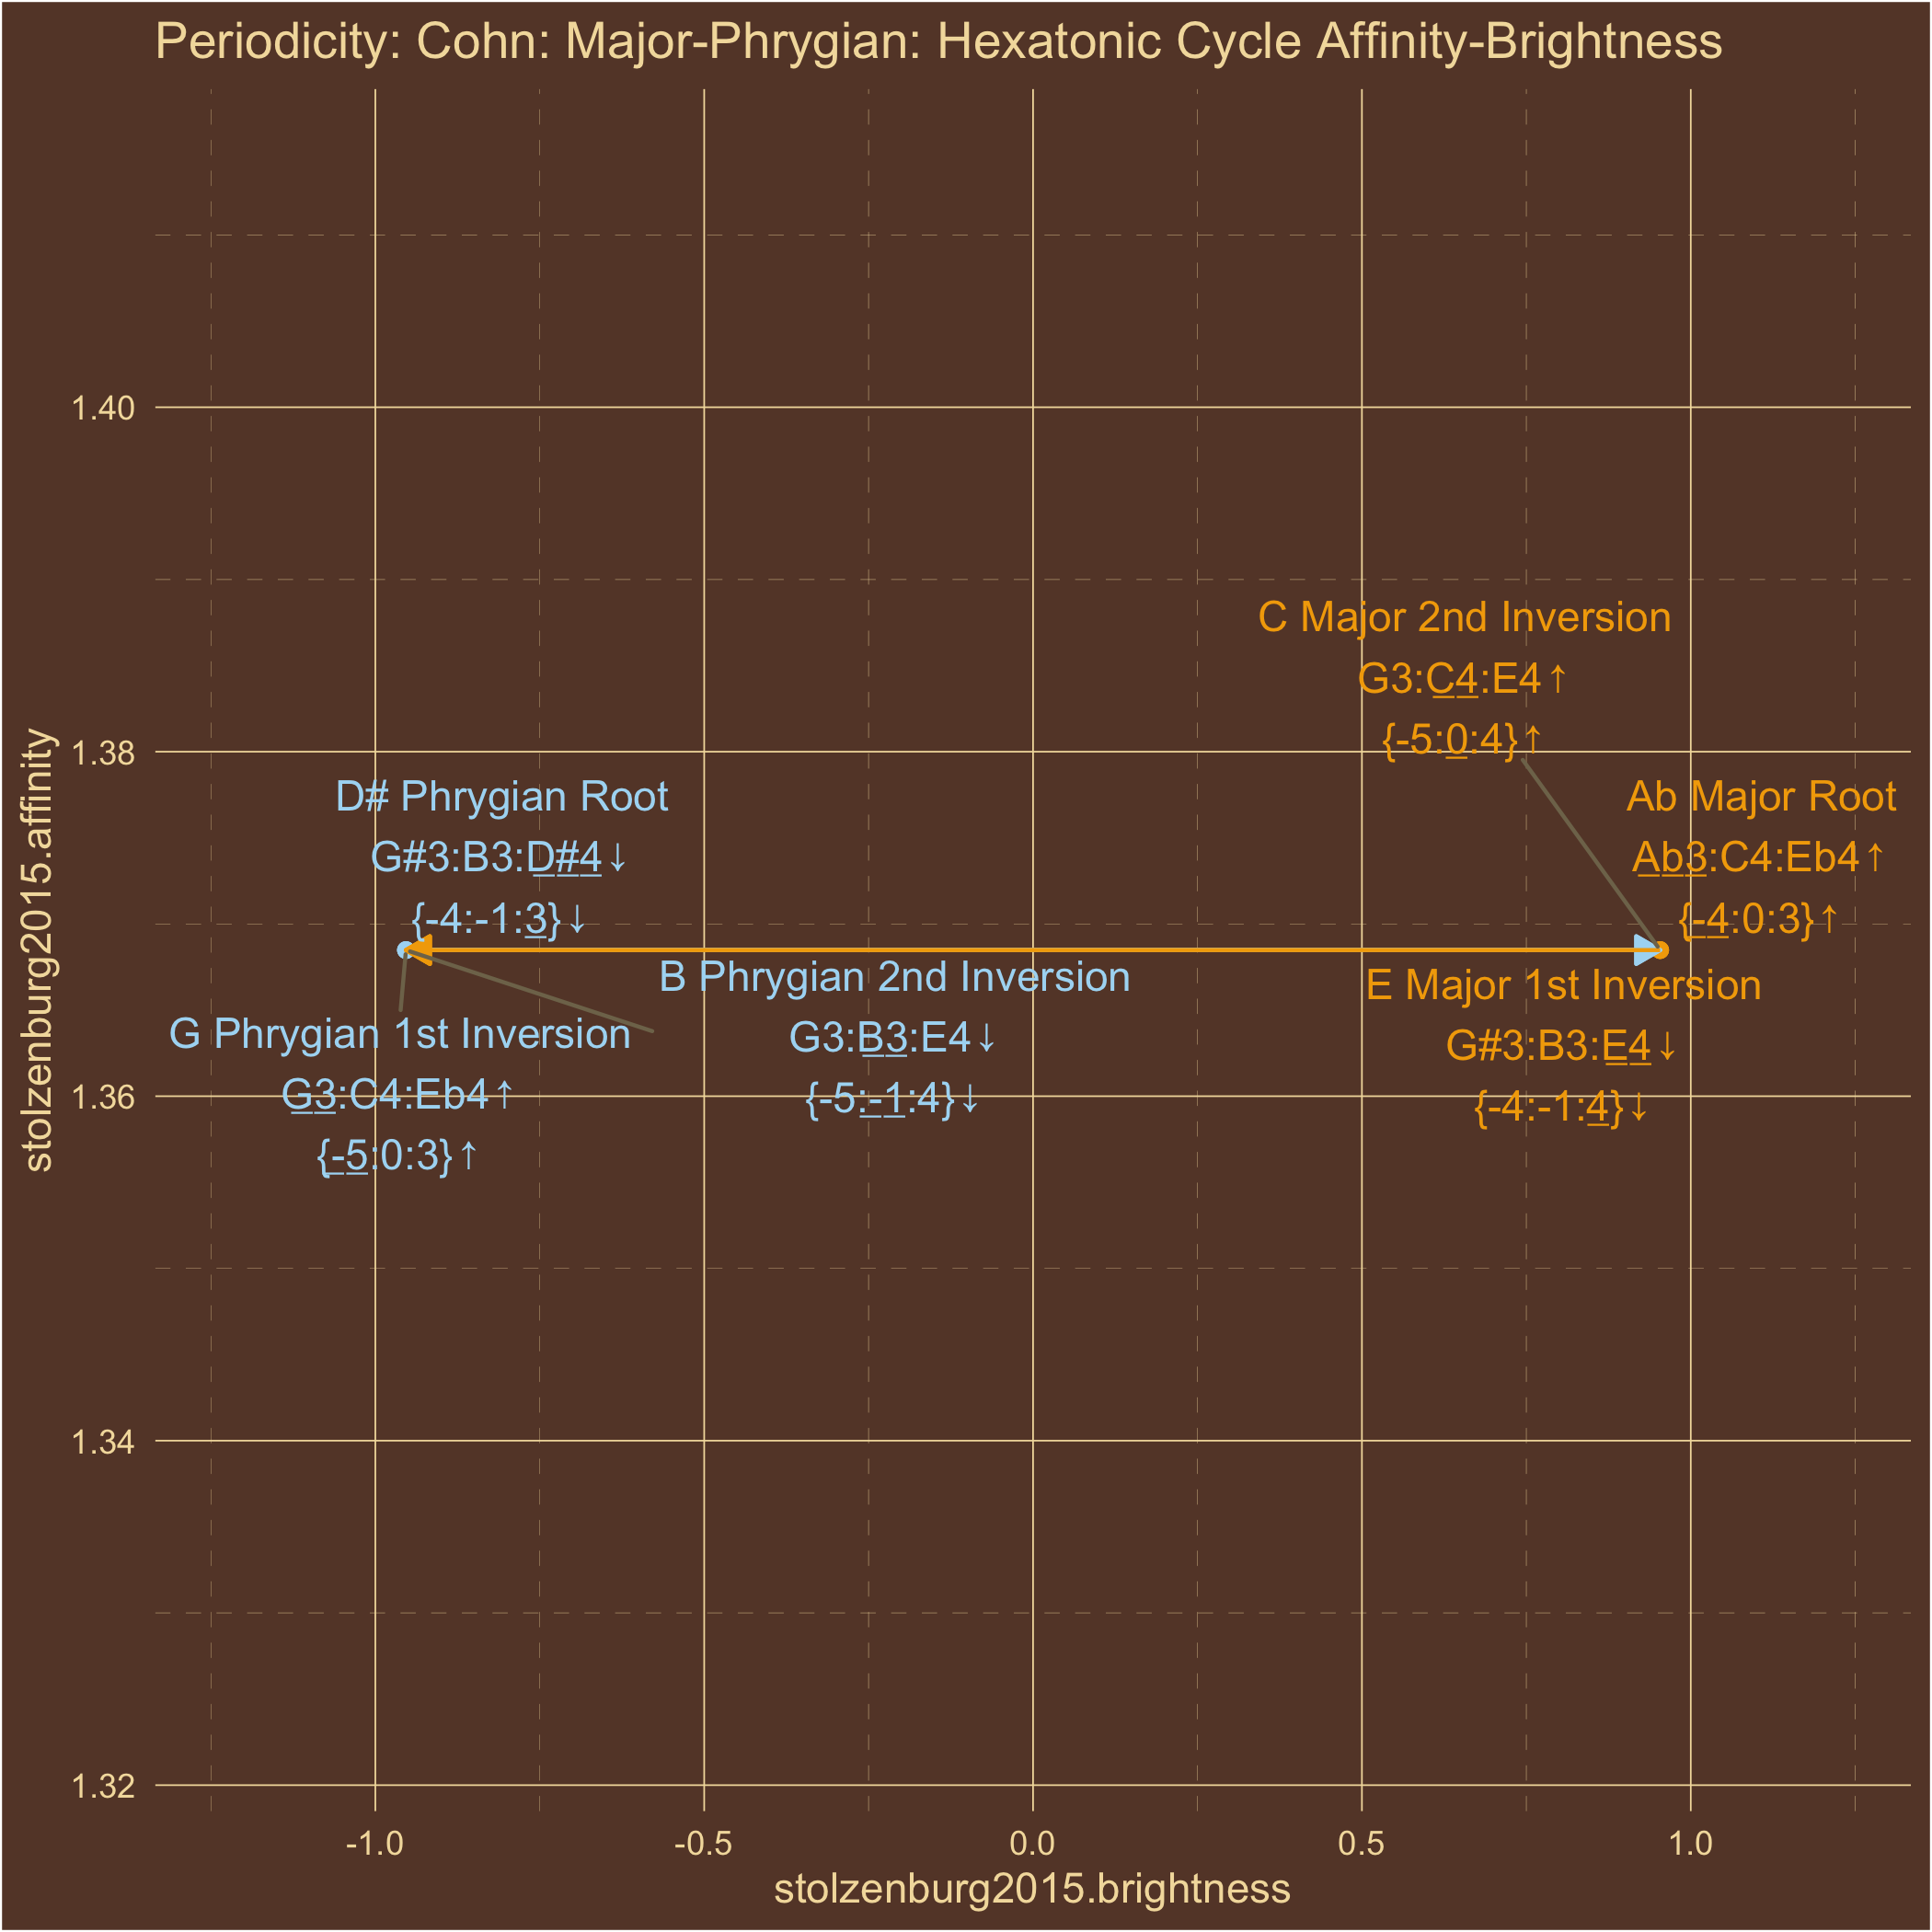 Periodicity: Cohn: Major-Phrygian: Hexatonic Cycle Affinity-Brightness
stolzenburg2015.affinity
1.40
1.38
1.36
1.34
1.32
C Major 2nd Inversion
G3:C4:E4↑
{-5:0:4}↑
D# Phrygian Root
G#3:B3:D#4↓
{-4:-1:3}↓
Ab Major Root
Ab3:C4:Eb4↑
{-4:0:3}↑
B Phrygian 2nd Inversion
G3:B3:E4↓
{-5:-1:4}↓
E Major 1st Inversion
G#3:B3:E4↓
{-4:-1:4}↓
G Phrygian 1st Inversion
G3:C4:Eb4↑
{-5:0:3}↑
-1.0
-0.5
0.0
0.5
1.0
stolzenburg2015.brightness